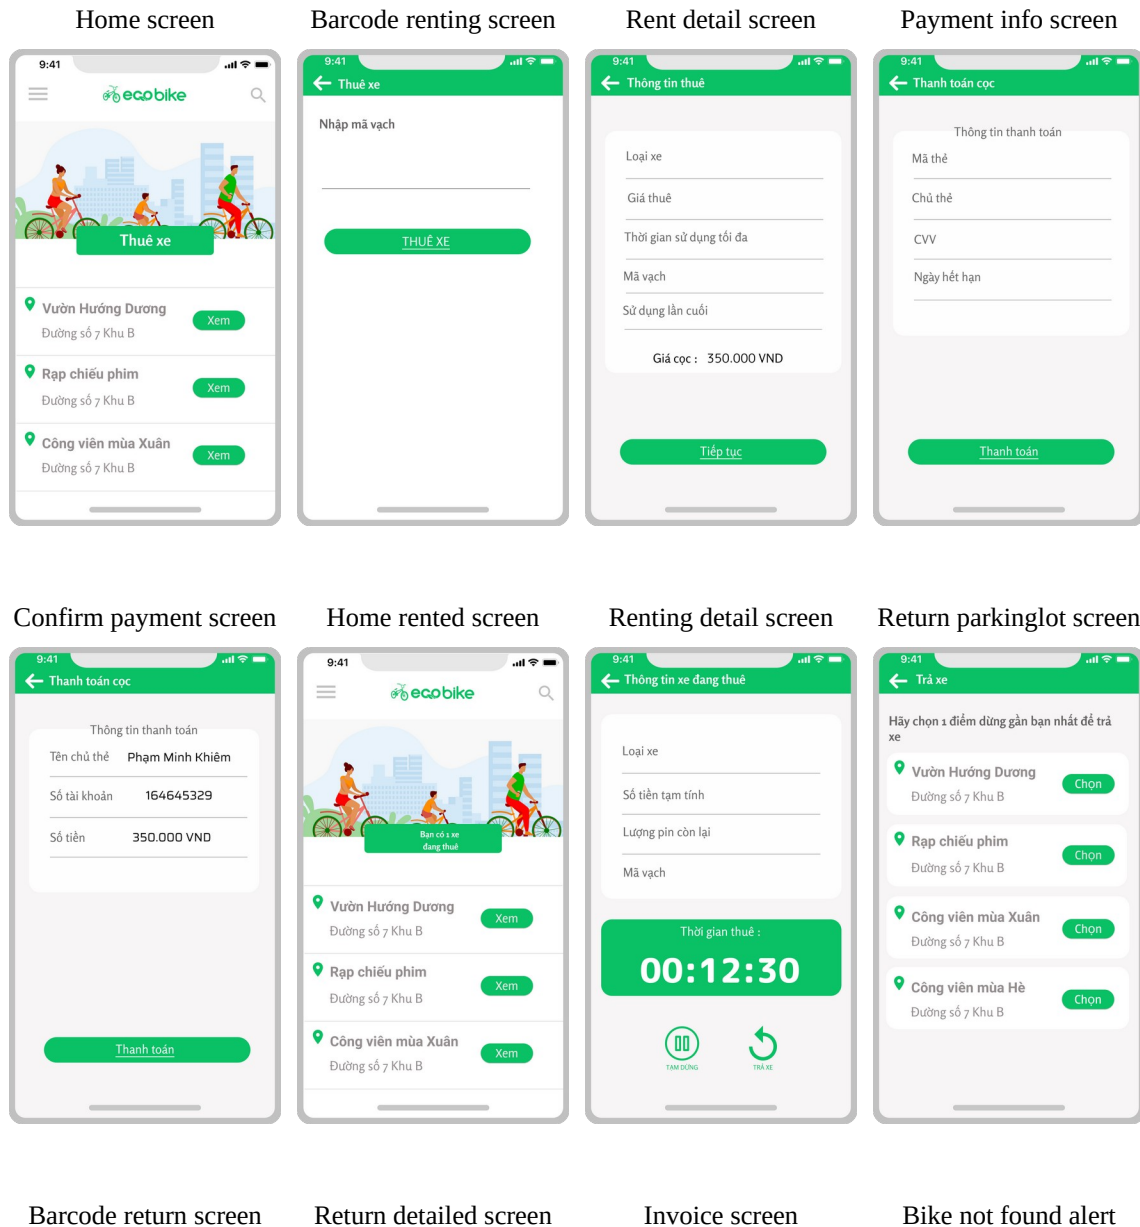 Home screen
Barcode renting screen
Rent detail screen
Payment info screen
9:41
ecobike
Thuê xe
Vườn Hướng Dương
Đường số 7 Khu B
Xem
Rạp chiếu phim
Đường số 7 Khu B
Xem
Công viên mùa Xuân
Đường số 7 Khu B
Xem
9:41
Thuê xe
Nhập mã vạch
THUÊ XE
9:41
Thông tin thuê
Loại xe
Giá thuê
Thời gian sử dụng tối đa
Mã vạch
Sử dụng lần cuối
Giá cọc : 350.000 VND
Tiếp tục
9:41
Thanh toán cọc
Thông tin thanh toán
Mã thẻ
Chủ thẻ
CVV
Ngày hết hạn
Thanh toán
Confirm payment screen
Home rented screen
Renting detail screen
Return parkinglot screen
9:41
Thanh toán cọc
Thông tin thanh toán
Tên chủ thẻ Phạm Minh Khiêm
Số tài khoản 164645329
Số tiền 350.000 VND
Thanh toán
9:41
ecobike
Bạn có 1 xe
đang thuê
Vườn Hướng Dương
Đường số 7 Khu B
Xem
Rạp chiếu phim
Đường số 7 Khu B
Xem
Công viên mùa Xuân
Đường số 7 Khu B
Xem
9:41
Thông tin xe đang thuê
Loại xe
Số tiền tạm tính
Lượng pin còn lại
Mã vạch
Thời gian thuê :
00:12:30
TẠM DỪNG
TRẢ XE
9:41
Trả xe
Hãy chọn 1 điểm dừng gần bạn nhất để trả
xe
Vườn Hướng Dương
Đường số 7 Khu B
Chọn
Rạp chiếu phim
Đường số 7 Khu B
Chọn
Công viên mùa Xuân
Đường số 7 Khu B
Chọn
Công viên mùa Hè
Đường số 7 Khu B
Chọn
Barcode return screen
Return detailed screen
Invoice screen
Bike not found alert